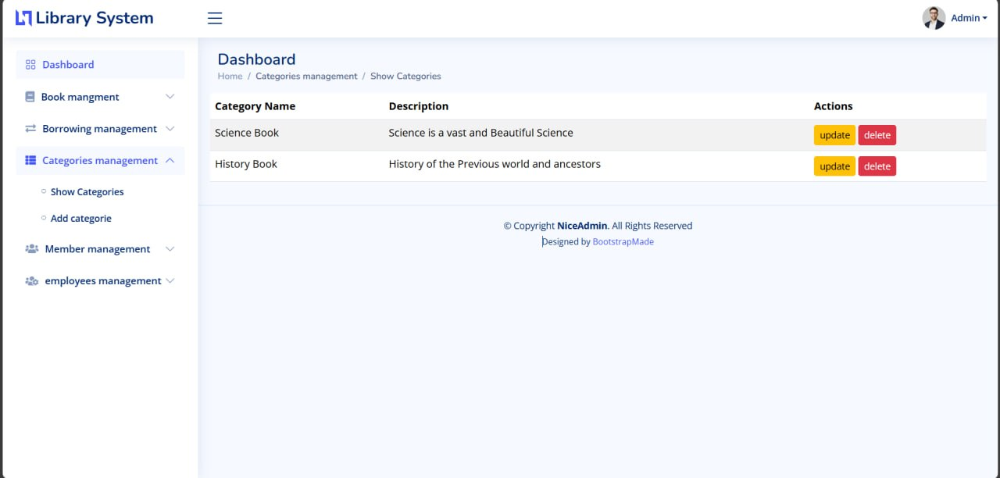 Library System
Admin
Dashboard
Book mangment
Borrowing management
Categories management
Show Categories
Add categorie
Member management
employees management
Dashboard
Home / Categories management / Show Categories
Category Name Description Actions
Science Book Science is a vast and Beautiful Science update delete
History Book History of the Previous world and ancestors update delete
© Copyright NiceAdmin. All Rights Reserved
Designed by BootstrapMade